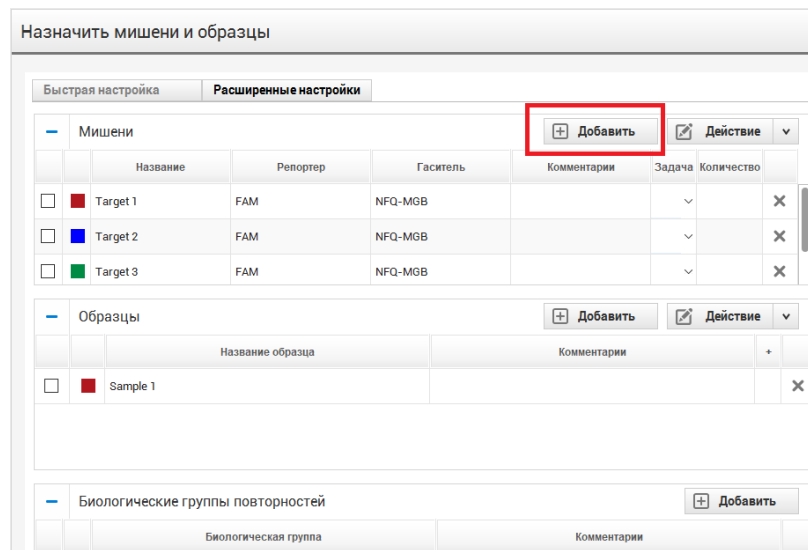 Назначить мишени и образцы
Быстрая настройка Расширенные настройки
Мишени Добавить Действие
Название Репортер Гаситель Комментарии Задача Количество
Target 1 FAM NFQ-MGB
Target 2 FAM NFQ-MGB
Target 3 FAM NFQ-MGB
Образцы Добавить Действие
Название образца Комментарии +
Sample 1
Биологические группы повторностей Добавить
Биологическая группа Комментарии